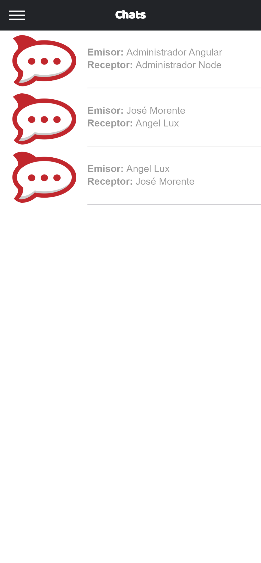 Chats
Emisor: Administrador Angular
Receptor: Administrador Node
Emisor: José Morente
Receptor: Angel Lux
Emisor: Angel Lux
Receptor: José Morente